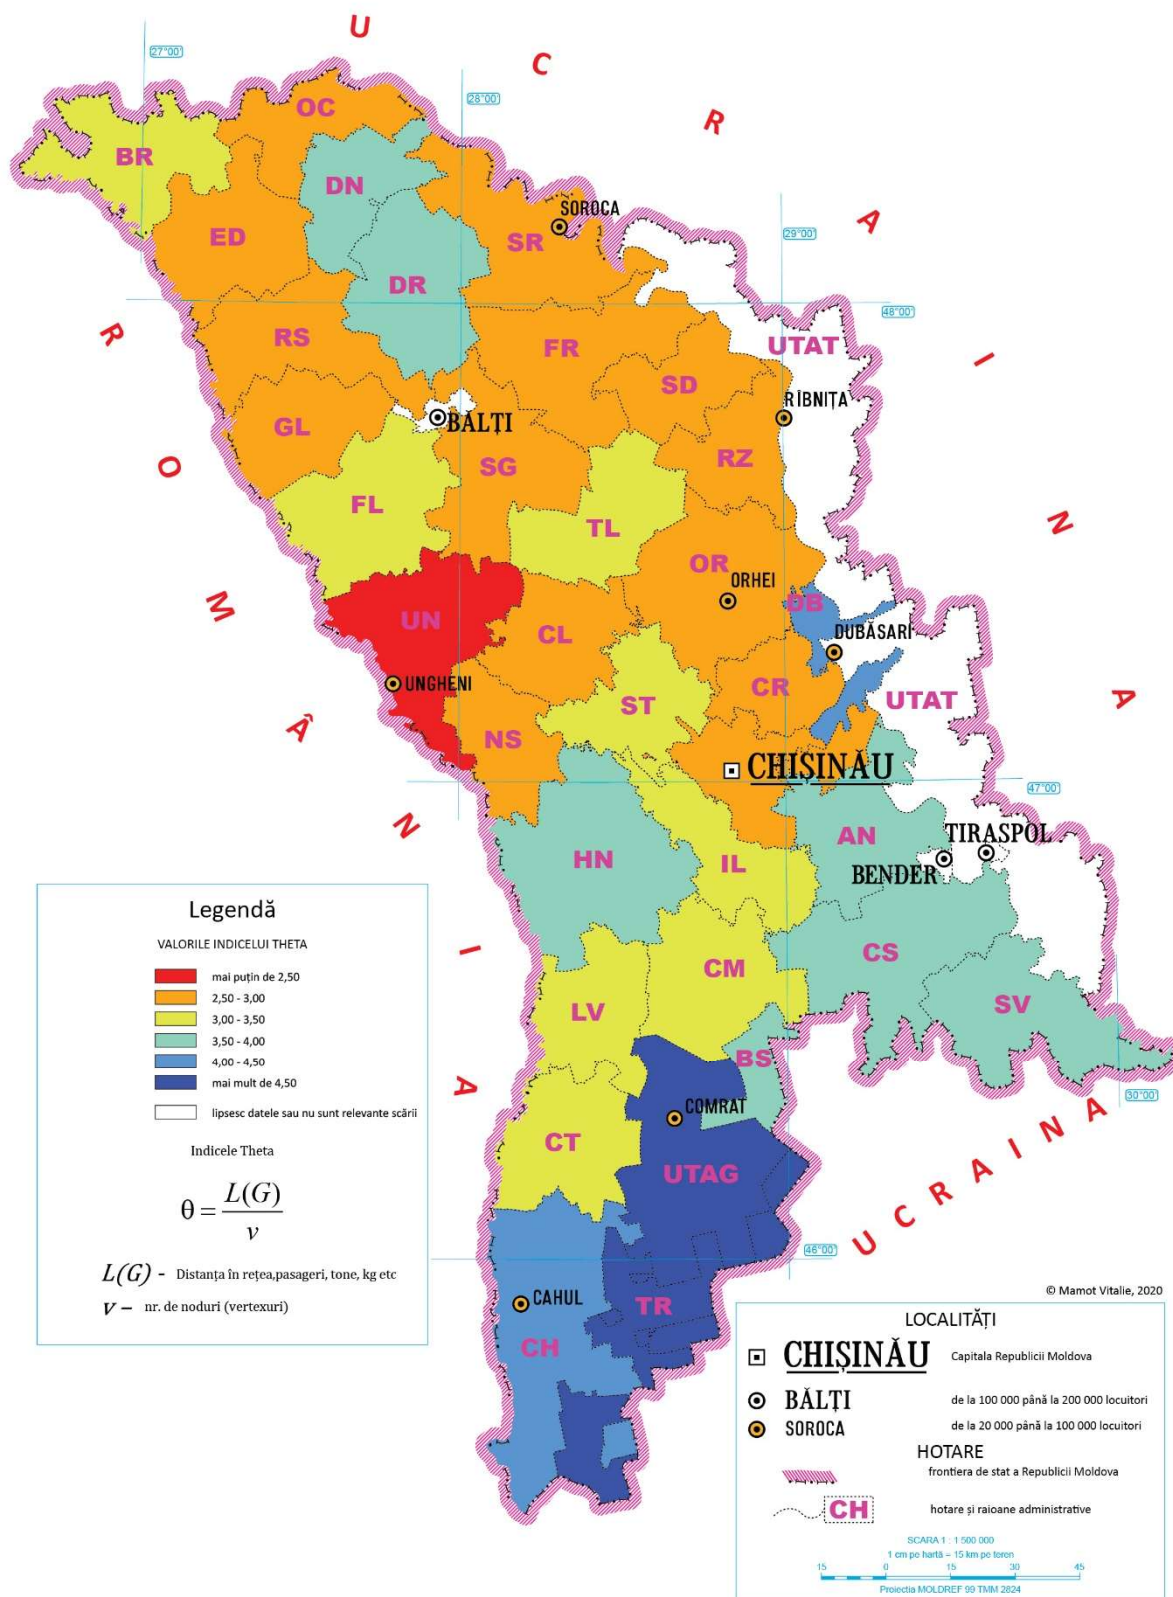 U C R A I N A
27°00'
28°00'
OC
BR
DN
SOROCA
ED
SR
29°00'
DR
48°00'
RS
FR
UTAT
SD
RÎBNIȚA
GL
BĂLȚI
SG
RZ
FL
TL
OR
ORHEI
DB
UN
CL
DUBĂSARI
UNGHENI
ST
CR
UTAT
NS
CHIȘINĂU
47°00'
AN
TIRASPOL
HN
IL
BENDER
CM
CS
LV
SV
BS
30°00'
COMRAT
CT
UTAG
46°00'
CAHUL
TR
CH
R O M Â N I A
U C R A I N A
Legendă
VALORILE INDICELUI THETA
mai puțin de 2,50
2,50 - 3,00
3,00 - 3,50
3,50 - 4,00
4,00 - 4,50
mai mult de 4,50
lipsesc datele sau nu sunt relevante scării
Indicele Theta
θ = L(G) / v
L(G) - Distanța în rețea,pasageri, tone, kg etc
v – nr. de noduri (vertexuri)
© Mamot Vitalie, 2020
LOCALITĂȚI
CHIȘINĂU Capitala Republicii Moldova
BĂLȚI de la 100 000 până la 200 000 locuitori
SOROCA de la 20 000 până la 100 000 locuitori
HOTARE
frontiera de stat a Republicii Moldova
CH hotare și raioane administrative
SCARA 1 : 1 500 000
1 cm pe hartă = 15 km pe teren
15 0 15 30 45
Proiectia MOLDREF 99 TMM 2824